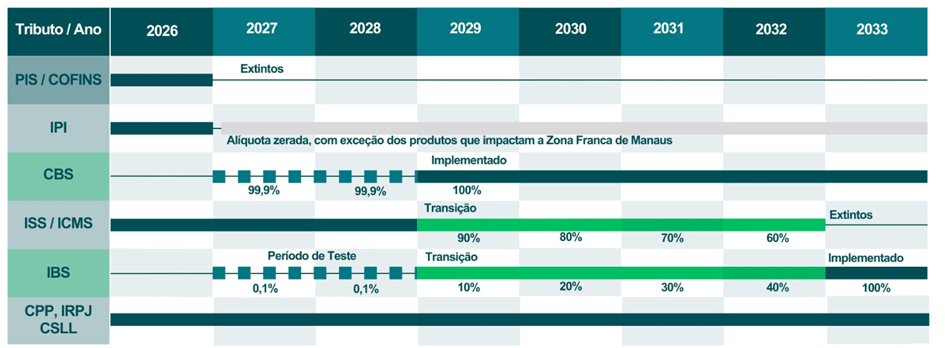 Tributo / Ano 2026 2027 2028 2029 2030 2031 2032 2033
PIS / COFINS Extintos
IPI
Alíquota zerada, com exceção dos produtos que impactam a Zona Franca de Manaus
CBS Implementado
99,9% 99,9% 100%
ISS / ICMS Transição Extintos
90% 80% 70% 60%
IBS Período de Teste Transição Implementado
0,1% 0,1% 10% 20% 30% 40% 100%
CPP, IRPJ
CSLL